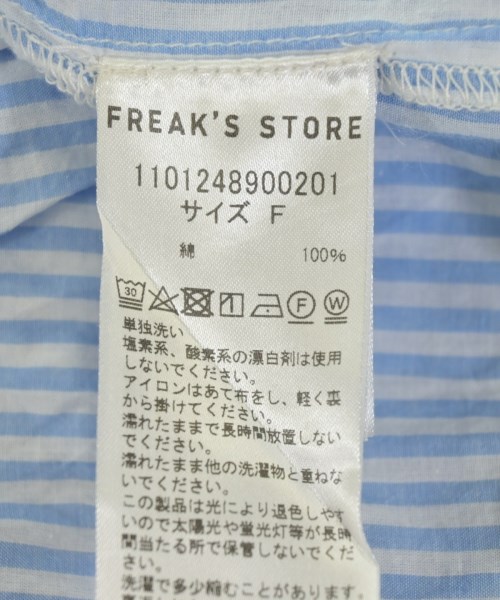 FREAK'S STORE
1101248900201
サイズ F
綿 100%
30 F W
単独洗い
塩素系、酸素系の漂白剤は使用
しないでください。
アイロンはあて布をし、軽く裏
から掛けてください。
濡れたままで長時間放置しない
でください。
濡れたまま他の洗濯物と重ねな
いでください。
この製品は光により退色しやす
いので太陽光や蛍光灯等が長時
間当たる所で保管しないでくだ
さい。
洗濯で多少縮むことがあります。